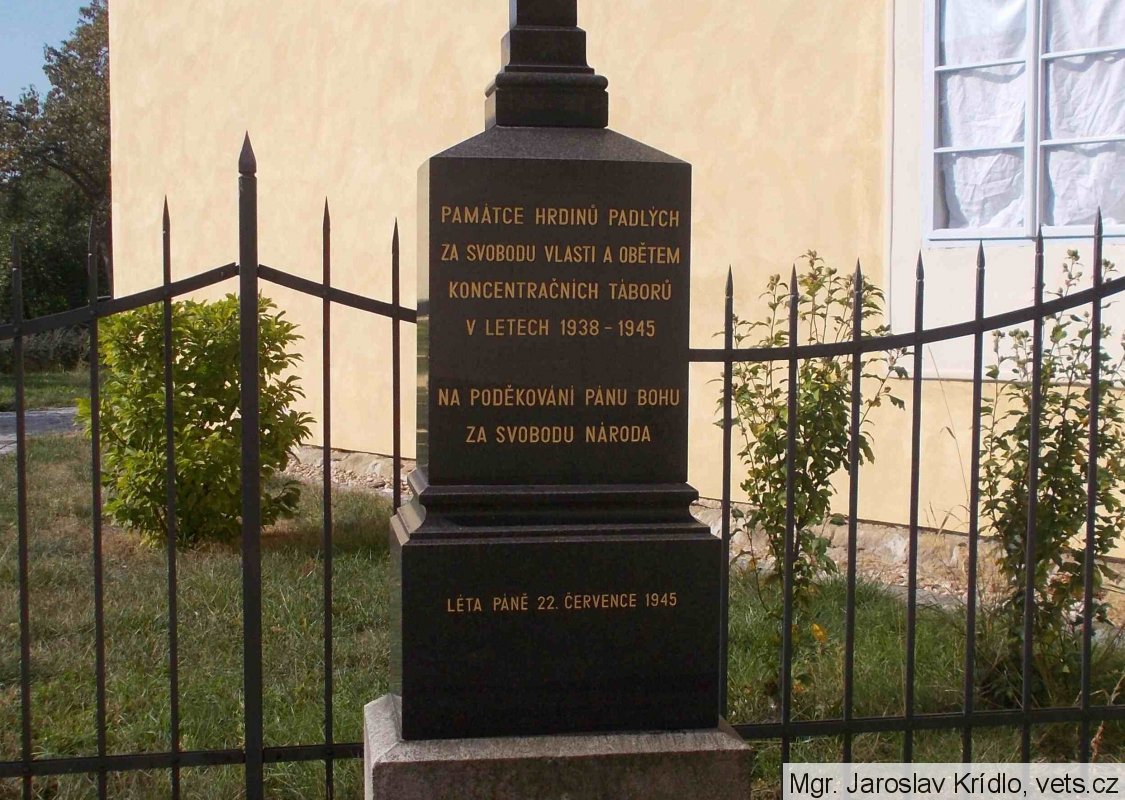 PAMÁTCE HRDINŮ PADLÝCH
ZA SVOBODU VLASTI A OBĚTEM
KONCENTRAČNÍCH TÁBORŮ
V LETECH 1938 - 1945
NA PODĚKOVÁNÍ PÁNU BOHU
ZA SVOBODU NÁRODA
LÉTA PÁNĚ 22. ČERVENCE 1945
Mgr. Jaroslav Krídlo, vets.cz